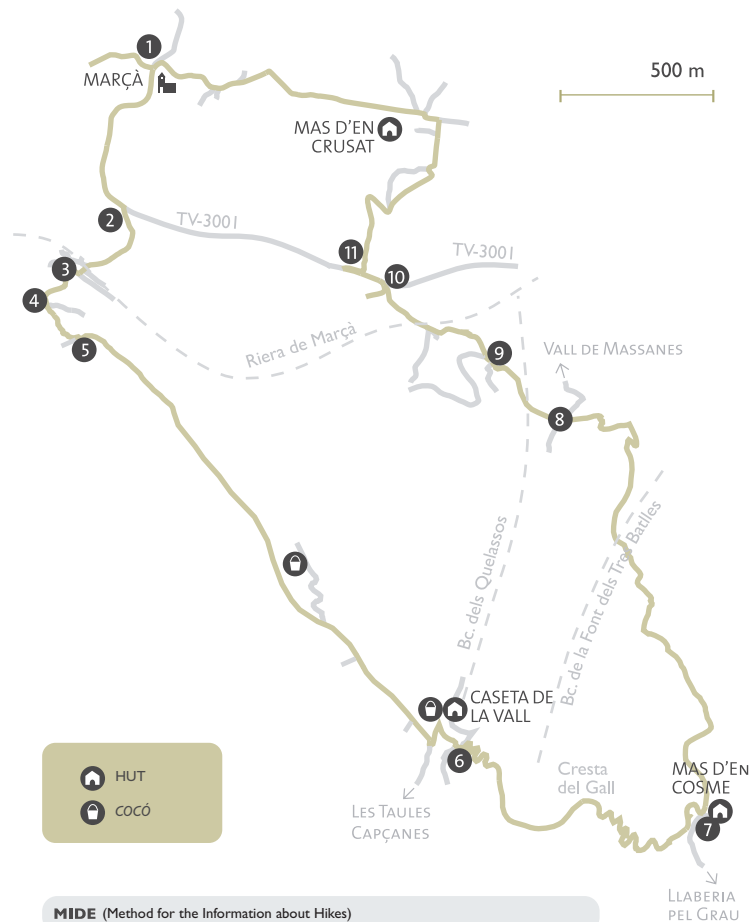 1
MARÇÀ
500 m
MAS D'EN
CRUSAT
2
TV-3001
11
TV-3001
10
3
4
5
Riera de Marçà
9
VALL DE MASSANES
8
Bc. dels Quelassos
Bc. de la Font dels Tres Batlles
CASETA DE
LA VALL
6
HUT
COCÓ
LES TAULES
CAPÇANES
Cresta
del Gall
MAS D'EN
COSME
7
LLABERIA
PEL GRAU
MIDE (Method for the Information about Hikes)